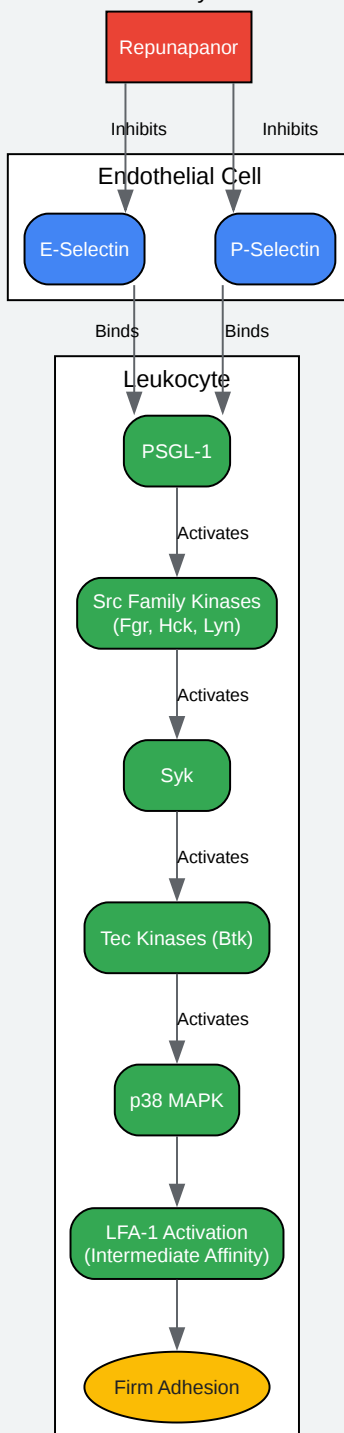 Repunapanor
Inhibits
Inhibits
Endothelial Cell
E-Selectin
P-Selectin
Binds
Binds
Leukocyte
PSGL-1
Activates
Src Family Kinases
(Fgr, Hck, Lyn)
Activates
Syk
Activates
Tec Kinases (Btk)
Activates
p38 MAPK
LFA-1 Activation
(Intermediate Affinity)
Firm Adhesion